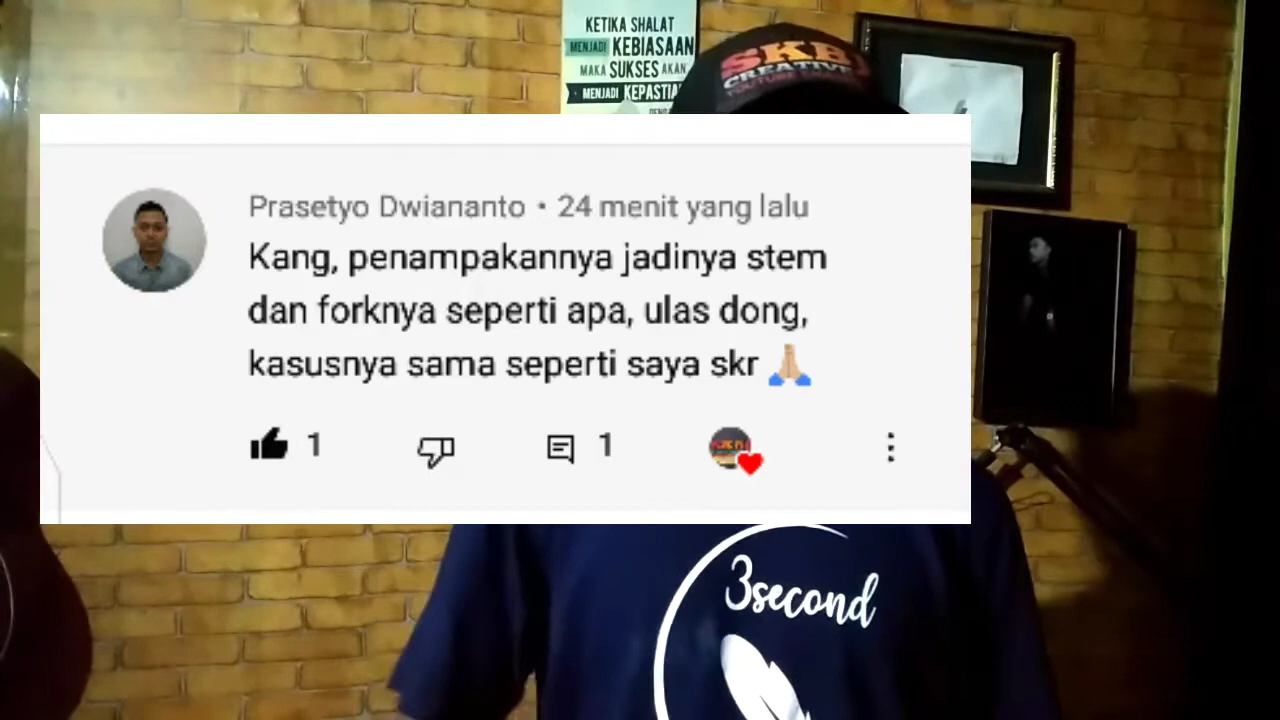 KETIKA SHALAT
MENJADI KEBIASAAN
MAKA SUKSES AKAN
MENJADI
SKB
CREATIVE
Prasetyo Dwiananto • 24 menit yang lalu
Kang, penampakannya jadinya stem
dan forknya seperti apa, ulas dong,
kasusnya sama seperti saya skr 🙏🏼
1
1
3second